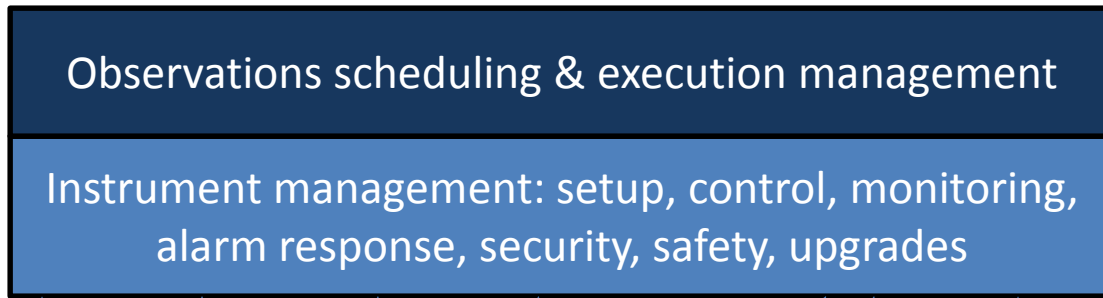 Observations scheduling & execution management
Instrument management: setup, control, monitoring,
alarm response, security, safety, upgrades